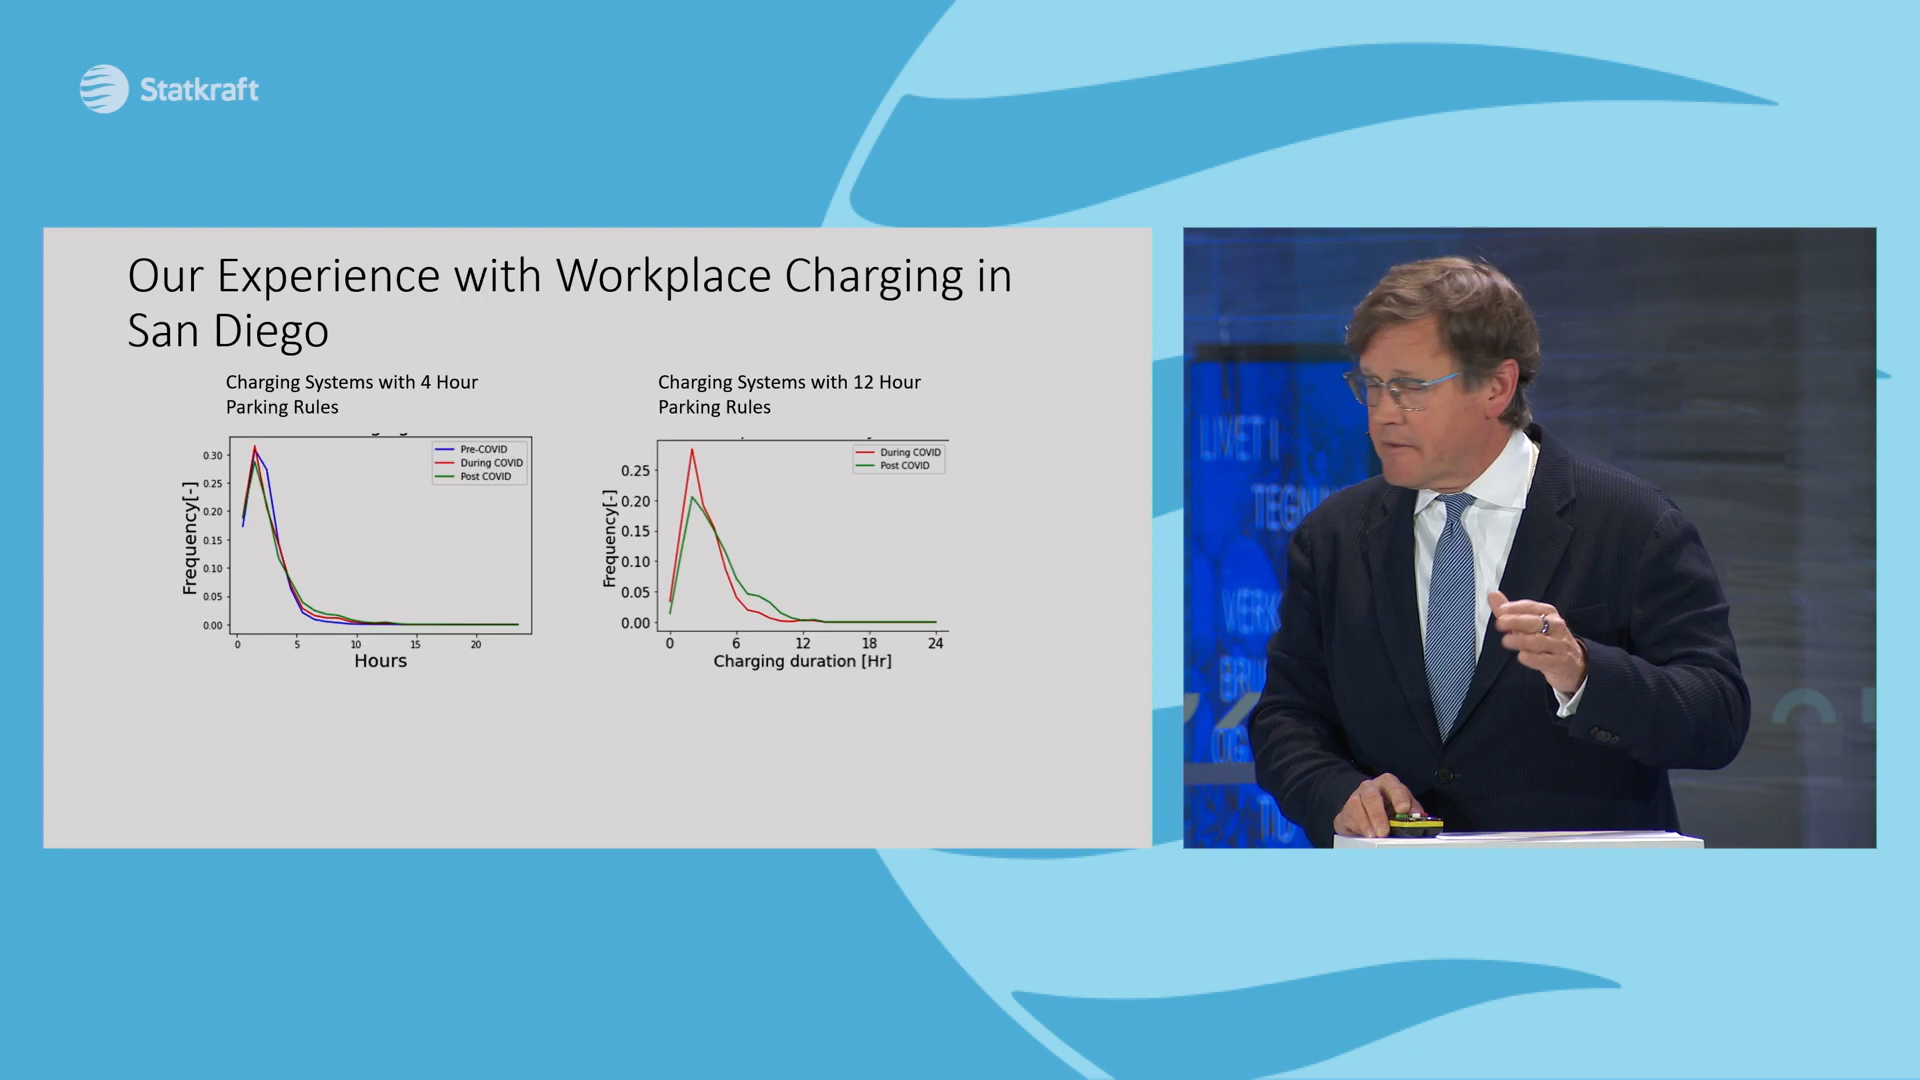 Statkraft
Our Experience with Workplace Charging in
San Diego
Charging Systems with 4 Hour
Parking Rules
Frequency[-]
0.30
0.25
0.20
0.15
0.10
0.05
0.00
Pre-COVID
During COVID
Post COVID
0 5 10 15 20
Hours
Charging Systems with 12 Hour
Parking Rules
Frequency[-]
0.25
0.20
0.15
0.10
0.05
0.00
During COVID
Post COVID
0 6 12 18 24
Charging duration [Hr]
LIVET I